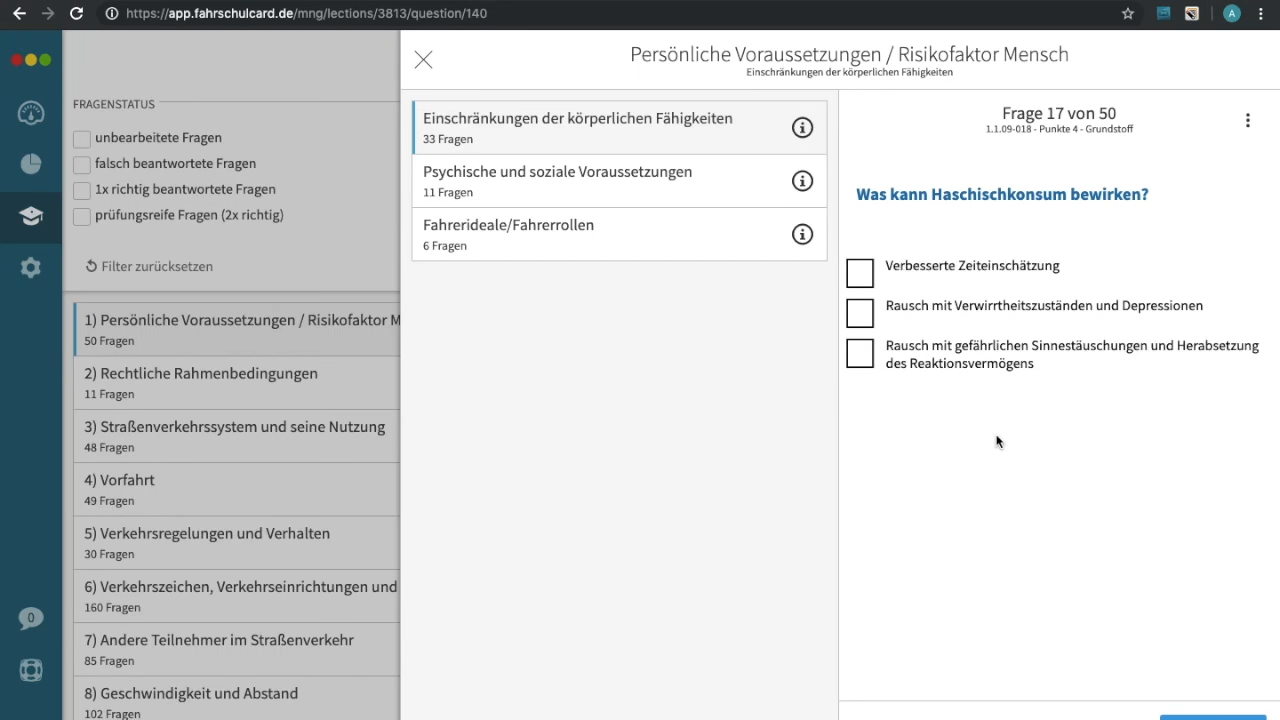 https://app.fahrschulcard.de/mng/lections/3813/question/140
A
FRAGENSTATUS
unbearbeitete Fragen
falsch beantwortete Fragen
1x richtig beantwortete Fragen
prüfungsreife Fragen (2x richtig)
Filter zurücksetzen
1) Persönliche Voraussetzungen / Risikofaktor M
50 Fragen
2) Rechtliche Rahmenbedingungen
11 Fragen
3) Straßenverkehrssystem und seine Nutzung
48 Fragen
4) Vorfahrt
49 Fragen
5) Verkehrsregelungen und Verhalten
30 Fragen
6) Verkehrszeichen, Verkehrseinrichtungen und
160 Fragen
7) Andere Teilnehmer im Straßenverkehr
85 Fragen
8) Geschwindigkeit und Abstand
102 Fragen
0
Persönliche Voraussetzungen / Risikofaktor Mensch
Einschränkungen der körperlichen Fähigkeiten
Einschränkungen der körperlichen Fähigkeiten
33 Fragen
Psychische und soziale Voraussetzungen
11 Fragen
Fahrerideale/Fahrerrollen
6 Fragen
Frage 17 von 50
1.1.09-018 - Punkte 4 - Grundstoff
Was kann Haschischkonsum bewirken?
Verbesserte Zeiteinschätzung
Rausch mit Verwirrtheitszuständen und Depressionen
Rausch mit gefährlichen Sinnestäuschungen und Herabsetzung
des Reaktionsvermögens